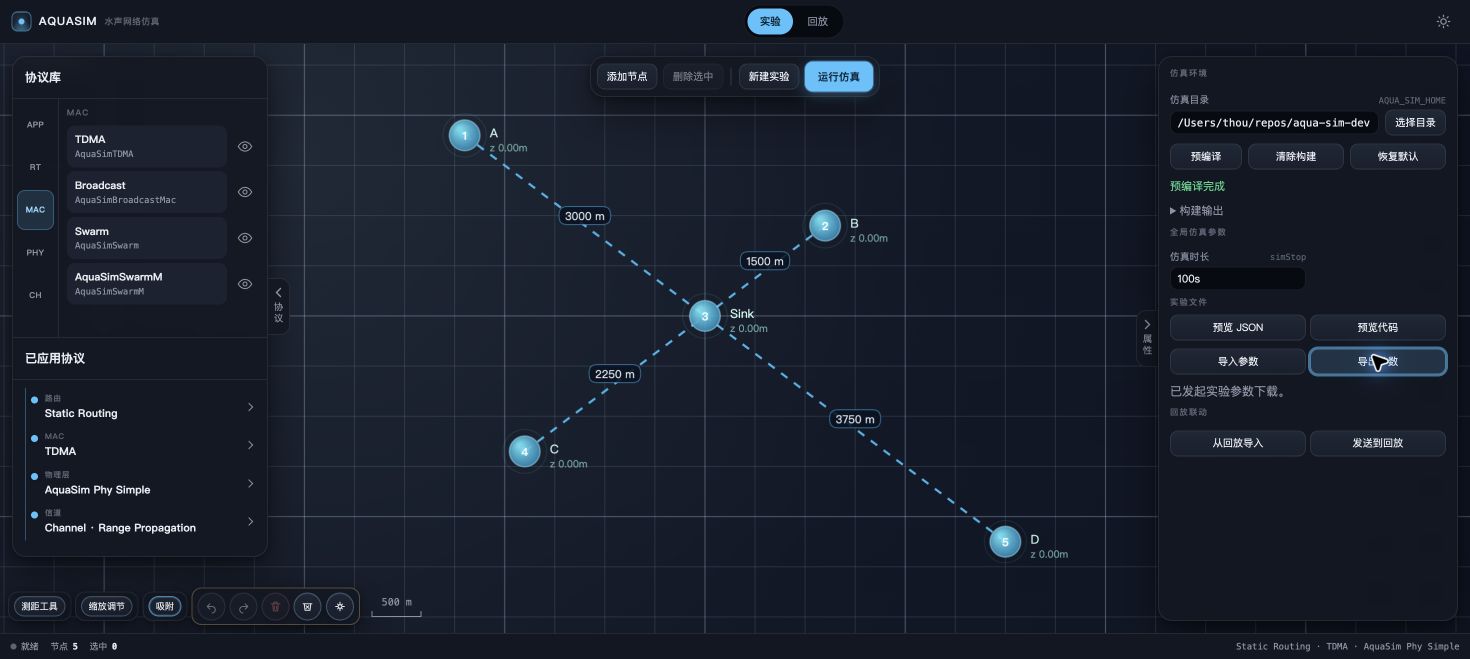 AQUASIM 水声网络仿真
实验 回放
协议库
APP
RT
MAC
PHY
CH
MAC
TDMA
AquaSimTDMA
Broadcast
AquaSimBroadcastMac
Swarm
AquaSimSwarm
AquaSimSwarmM
AquaSimSwarmM
协议
已应用协议
路由
Static Routing
MAC
TDMA
物理层
AquaSim Phy Simple
信道
Channel · Range Propagation
添加节点 删除选中 新建实验 运行仿真
1 A
z 0.00m
3000 m
2 B
z 0.00m
1500 m
3 Sink
z 0.00m
2250 m
3750 m
4 C
z 0.00m
5 D
z 0.00m
属性
仿真环境
仿真目录 AQUA_SIM_HOME
/Users/thou/repos/aqua-sim-dev 选择目录
预编译 清除构建 恢复默认
预编译完成
构建输出
全局仿真参数
仿真时长 simStop
100s
实验文件
预览 JSON 预览代码
导入参数 导出参数
已发起实验参数下载。
回放联动
从回放导入 发送到回放
测距工具 缩放调节 吸附
500 m
就绪 节点 5 选中 0
Static Routing · TDMA · AquaSim Phy Simple